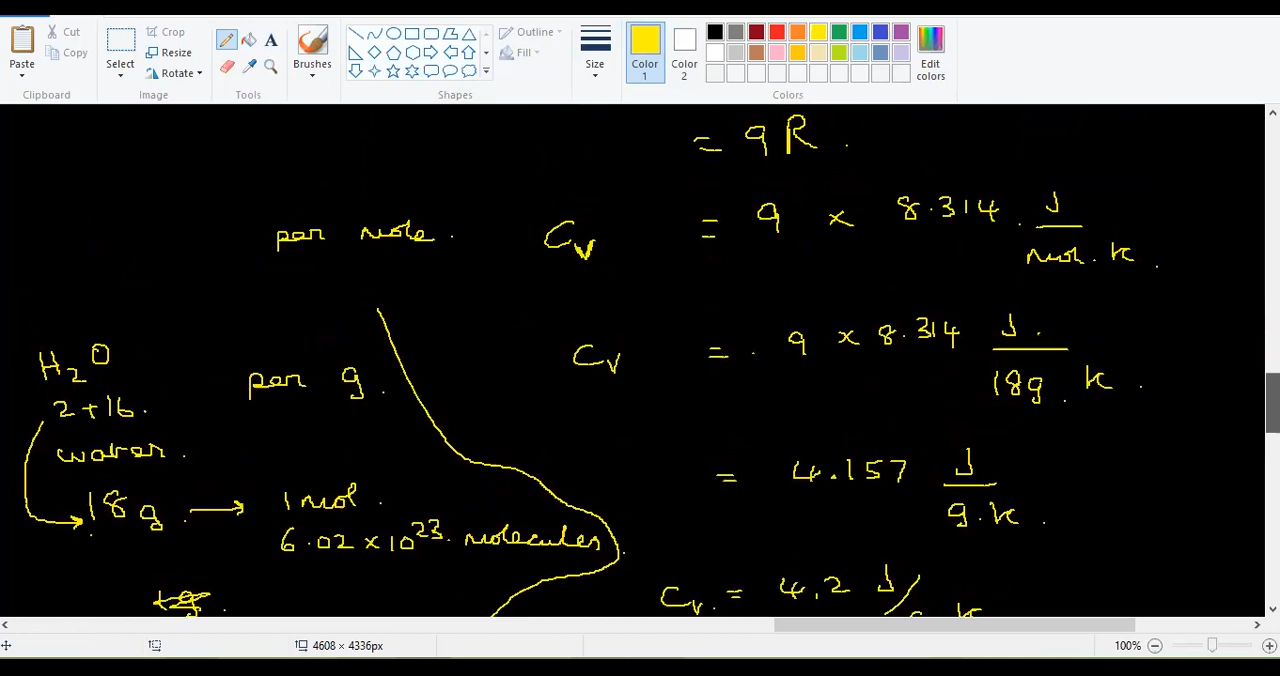 Cut
Copy
Paste
Clipboard
Select
Crop
Resize
Rotate
Image
A
Tools
Brushes
Outline
Fill
Shapes
Size
Color 1
Color 2
Edit colors
Colors
= 9R.
per mole. Cv = 9 x 8.314 J / mol. K.
H2O
2+16.
water.
18g. → 1 mol.
6.02 x 10^23. molecules.
per g. Cv = . 9 x 8.314 J. / 18g. K.
= 4.157 J / g.K.
Cv. = 4.2 J/ K
4608 × 4336px
100%